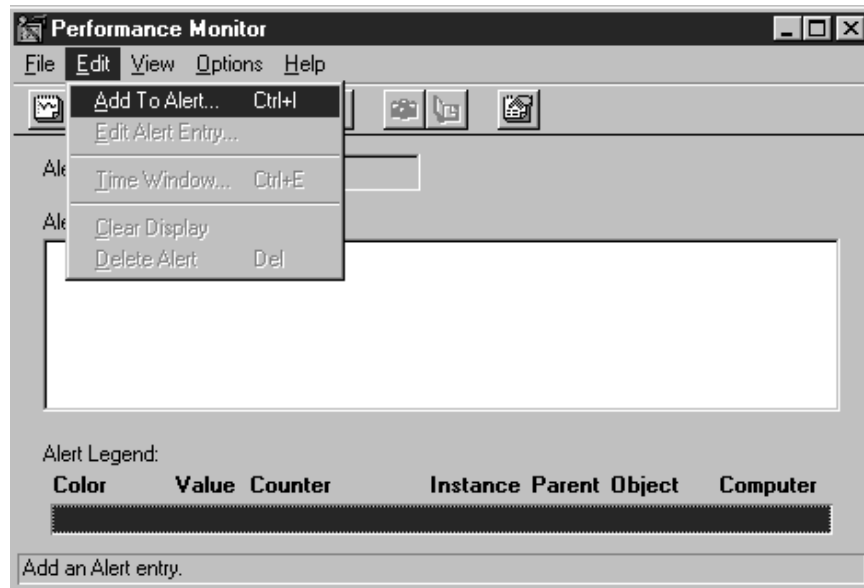 Performance Monitor
File Edit View Options Help
Add To Alert... Ctrl+I
Edit Alert Entry...
Time Window... Ctrl+E
Clear Display
Delete Alert Del
Alert Legend:
Color Value Counter Instance Parent Object Computer
Add an Alert entry.